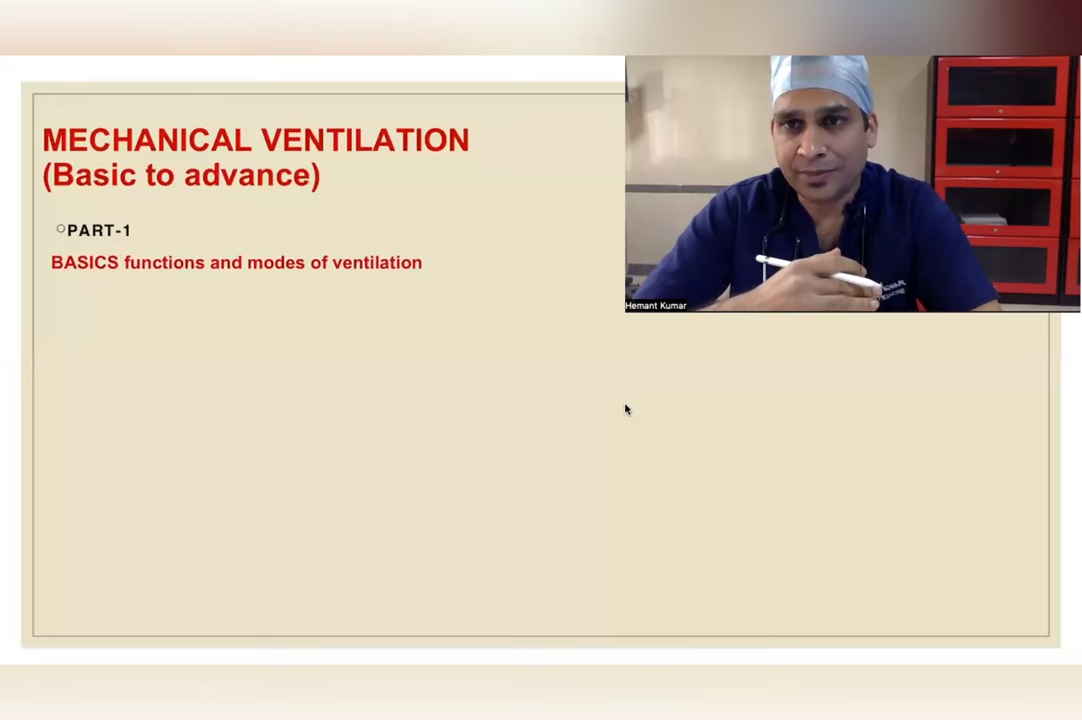 MECHANICAL VENTILATION
(Basic to advance)
PART-1
BASICS functions and modes of ventilation
Hemant Kumar